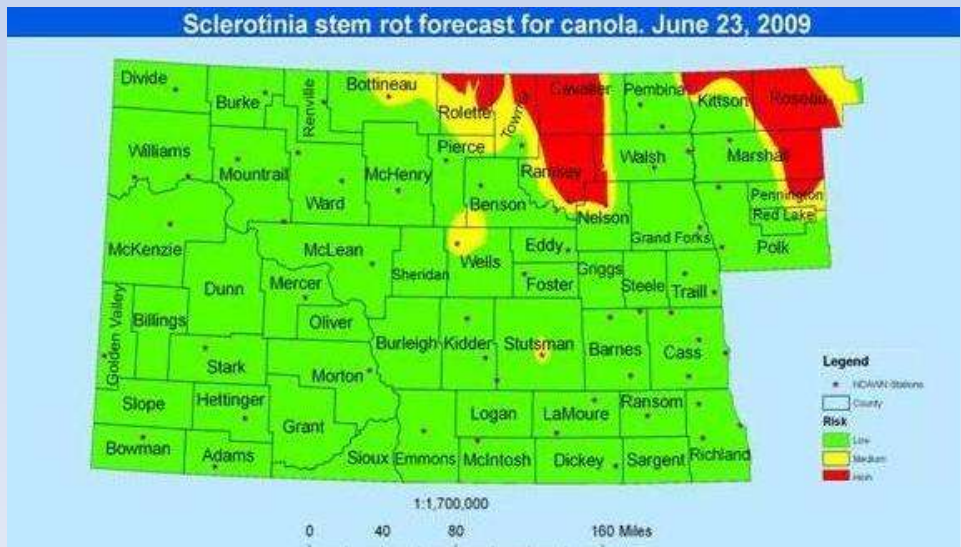 Sclerotinia stem rot forecast for canola. June 23, 2009
Divide
Burke
Renville
Bottineau
Rolette
Towner
Cavalier
Pembina
Kittson
Roseau
Williams
Mountrail
Ward
McHenry
Pierce
Benson
Ramsey
Walsh
Marshall
Nelson
Pennington
Red Lake
Grand Forks
Polk
McKenzie
McLean
Sheridan
Wells
Eddy
Foster
Griggs
Steele
Traill
Dunn
Mercer
Oliver
Golden Valley
Billings
Stark
Morton
Burleigh
Kidder
Stutsman
Barnes
Cass
Slope
Hettinger
Grant
Logan
LaMoure
Ransom
Bowman
Adams
Sioux
Emmons
McIntosh
Dickey
Sargent
Richland
Legend
NDAWN Stations
County
Risk
Low
Medium
High
1:1,700,000
0 40 80 160 Miles